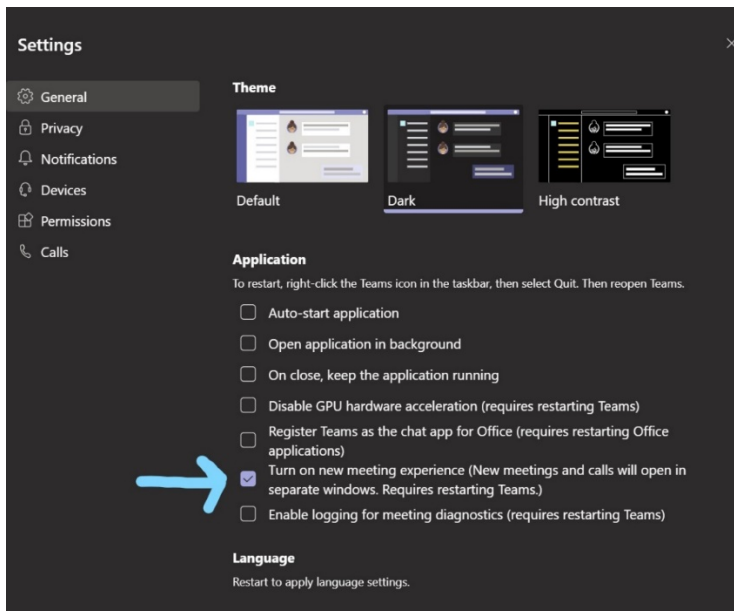 Settings
General
Privacy
Notifications
Devices
Permissions
Calls
Theme
Default
Dark
High contrast
Application
To restart, right-click the Teams icon in the taskbar, then select Quit. Then reopen Teams.
Auto-start application
Open application in background
On close, keep the application running
Disable GPU hardware acceleration (requires restarting Teams)
Register Teams as the chat app for Office (requires restarting Office
applications)
Turn on new meeting experience (New meetings and calls will open in
separate windows. Requires restarting Teams.)
Enable logging for meeting diagnostics (requires restarting Teams)
Language
Restart to apply language settings.